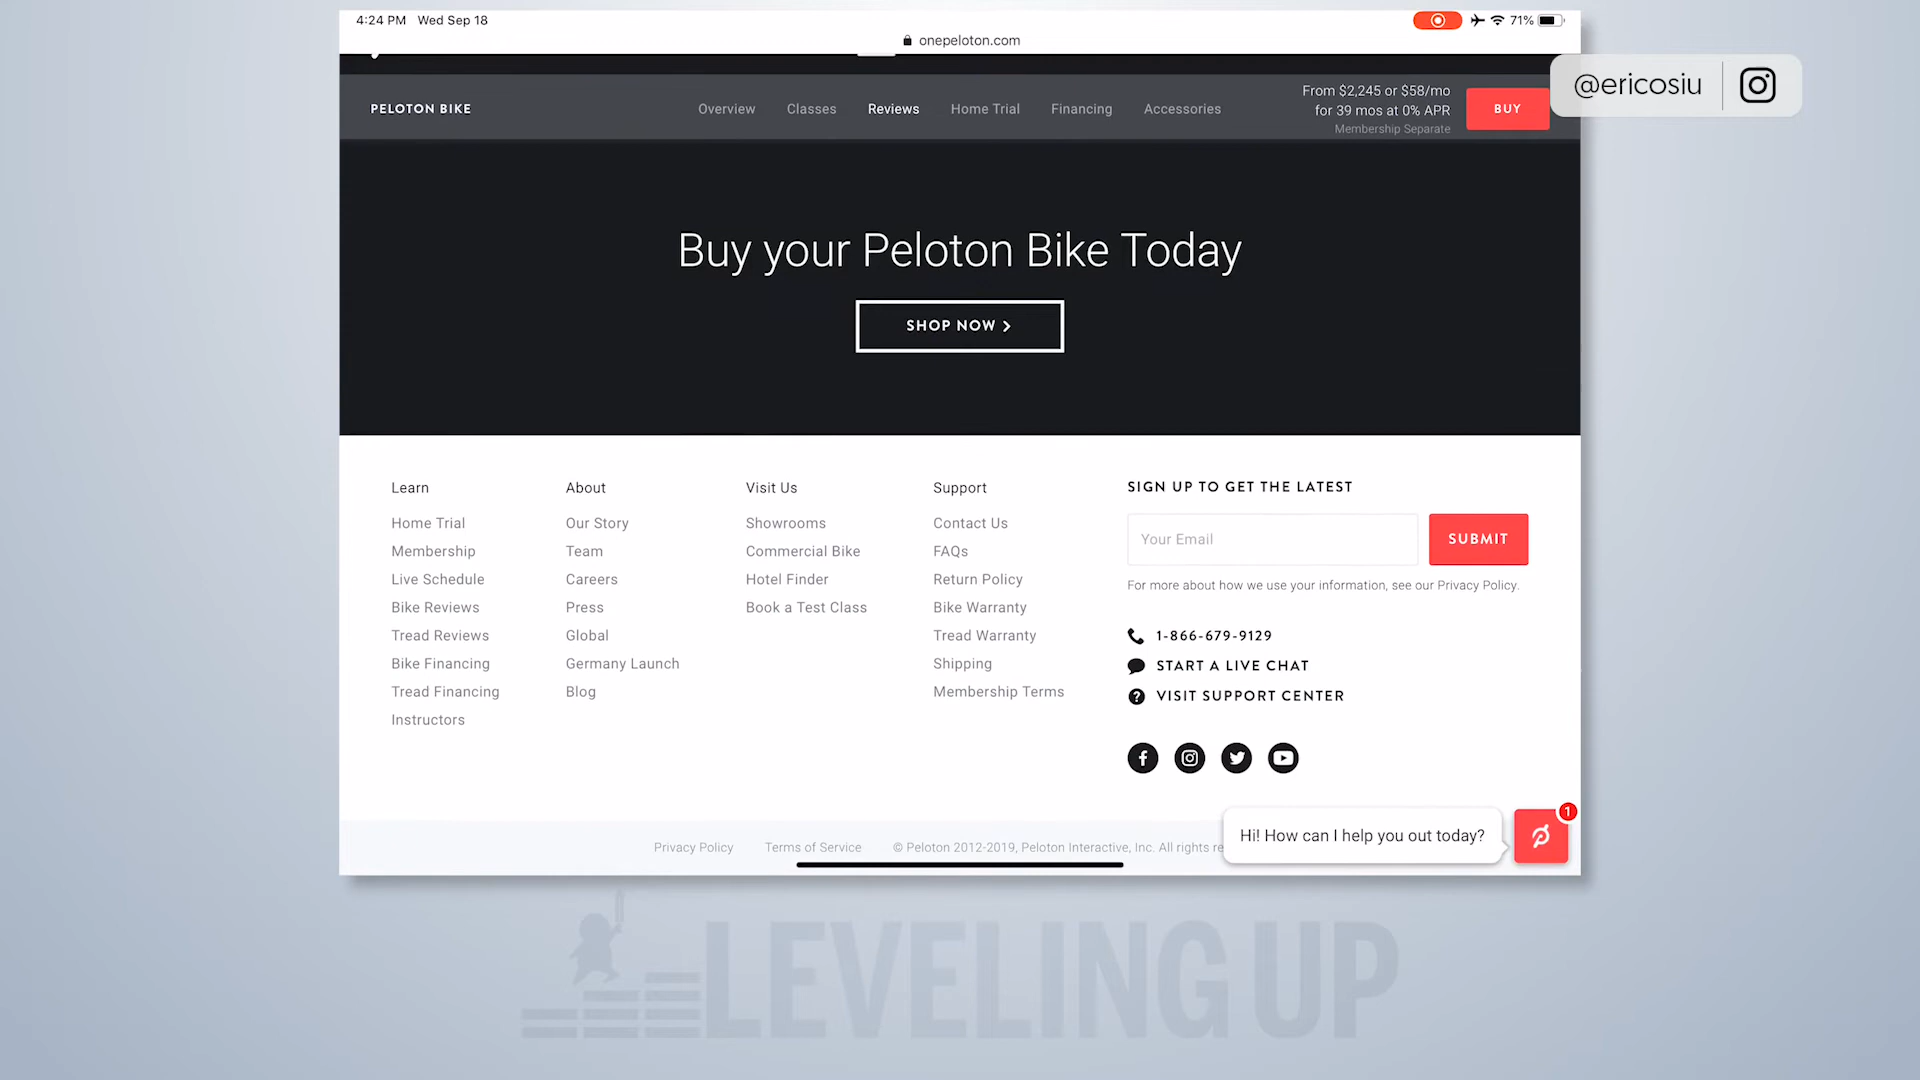 4:24 PM Wed Sep 18
71%
onepeloton.com
@ericosiu
PELOTON BIKE
Overview Classes Reviews Home Trial Financing Accessories
From $2,245 or $58/mo
for 39 mos at 0% APR
Membership Separate
BUY
Buy your Peloton Bike Today
SHOP NOW
Learn
Home Trial
Membership
Live Schedule
Bike Reviews
Tread Reviews
Bike Financing
Tread Financing
Instructors
About
Our Story
Team
Careers
Press
Global
Germany Launch
Blog
Visit Us
Showrooms
Commercial Bike
Hotel Finder
Book a Test Class
Support
Contact Us
FAQs
Return Policy
Bike Warranty
Tread Warranty
Shipping
Membership Terms
SIGN UP TO GET THE LATEST
Your Email
SUBMIT
For more about how we use your information, see our Privacy Policy.
1-866-679-9129
START A LIVE CHAT
VISIT SUPPORT CENTER
Privacy Policy Terms of Service © Peloton 2012-2019, Peloton Interactive, Inc. All rights re
Hi! How can I help you out today?
1
LEVELING UP